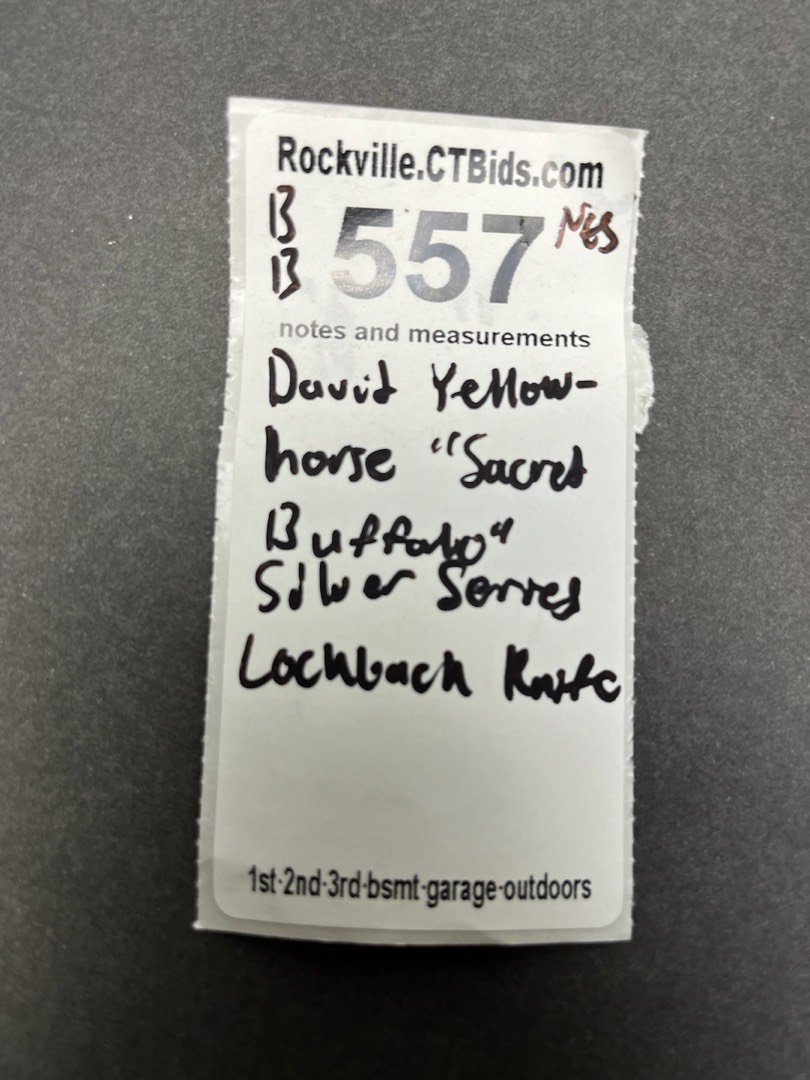 Rockville.CTBids.com
B
B
557
notes and measurements
David Yellow-
horse "Sacred
Buffalo"
Silver Series
Lockback Knife
1st-2nd-3rd-bsmt-garage-outdoors